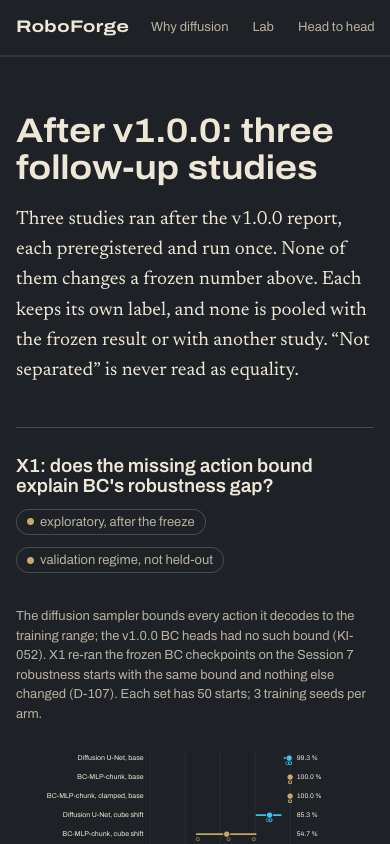 RoboForge Why diffusion Lab Head to head
After v1.0.0: three
follow-up studies
Three studies ran after the v1.0.0 report,
each preregistered and run once. None of
them changes a frozen number above. Each
keeps its own label, and none is pooled with
the frozen result or with another study. “Not
separated” is never read as equality.
X1: does the missing action bound
explain BC's robustness gap?
exploratory, after the freeze
validation regime, not held-out
The diffusion sampler bounds every action it decodes to the
training range; the v1.0.0 BC heads had no such bound (KI-
052). X1 re-ran the frozen BC checkpoints on the Session 7
robustness starts with the same bound and nothing else
changed (D-107). Each set has 50 starts; 3 training seeds per
arm.
Diffusion U-Net, base 99.3 %
BC-MLP-chunk, base 100.0 %
BC-MLP-chunk, clamped, base 100.0 %
Diffusion U-Net, cube shift 85.3 %
BC-MLP-chunk, cube shift 54.7 %